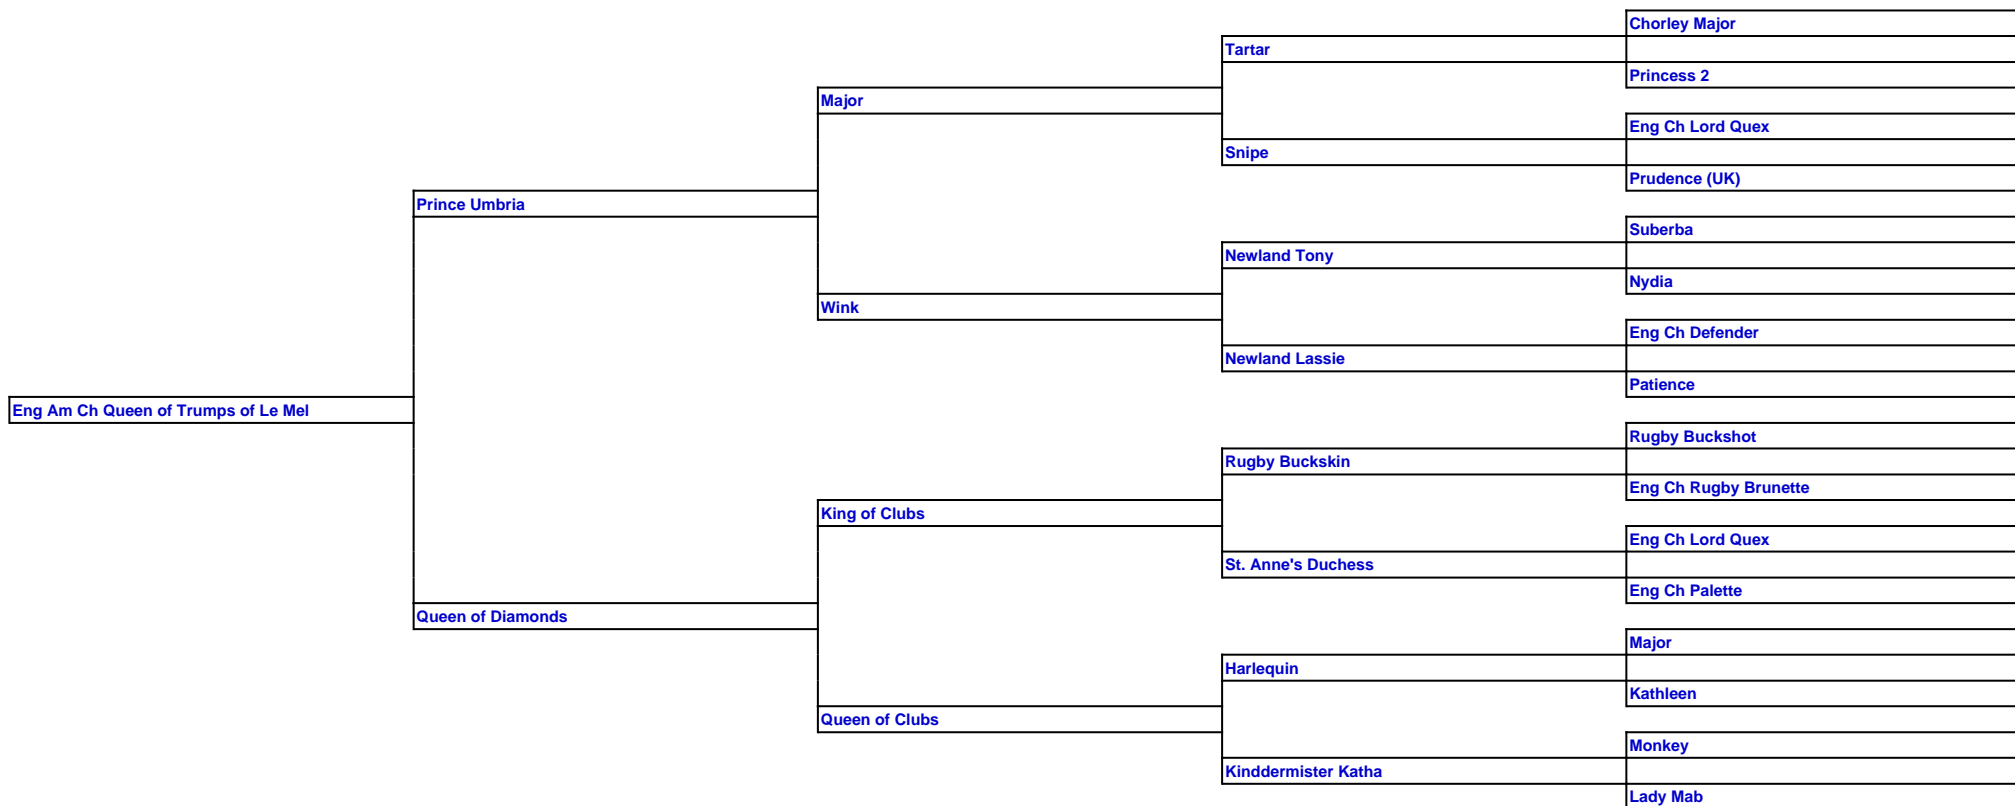 Chorley Major
Tartar
Princess 2
Major
Eng Ch Lord Quex
Snipe
Prudence (UK)
Prince Umbria
Suberba
Newland Tony
Nydia
Wink
Eng Ch Defender
Newland Lassie
Patience
Eng Am Ch Queen of Trumps of Le Mel
Rugby Buckshot
Rugby Buckskin
Eng Ch Rugby Brunette
King of Clubs
Eng Ch Lord Quex
St. Anne's Duchess
Eng Ch Palette
Queen of Diamonds
Major
Harlequin
Kathleen
Queen of Clubs
Monkey
Kinddermister Katha
Lady Mab